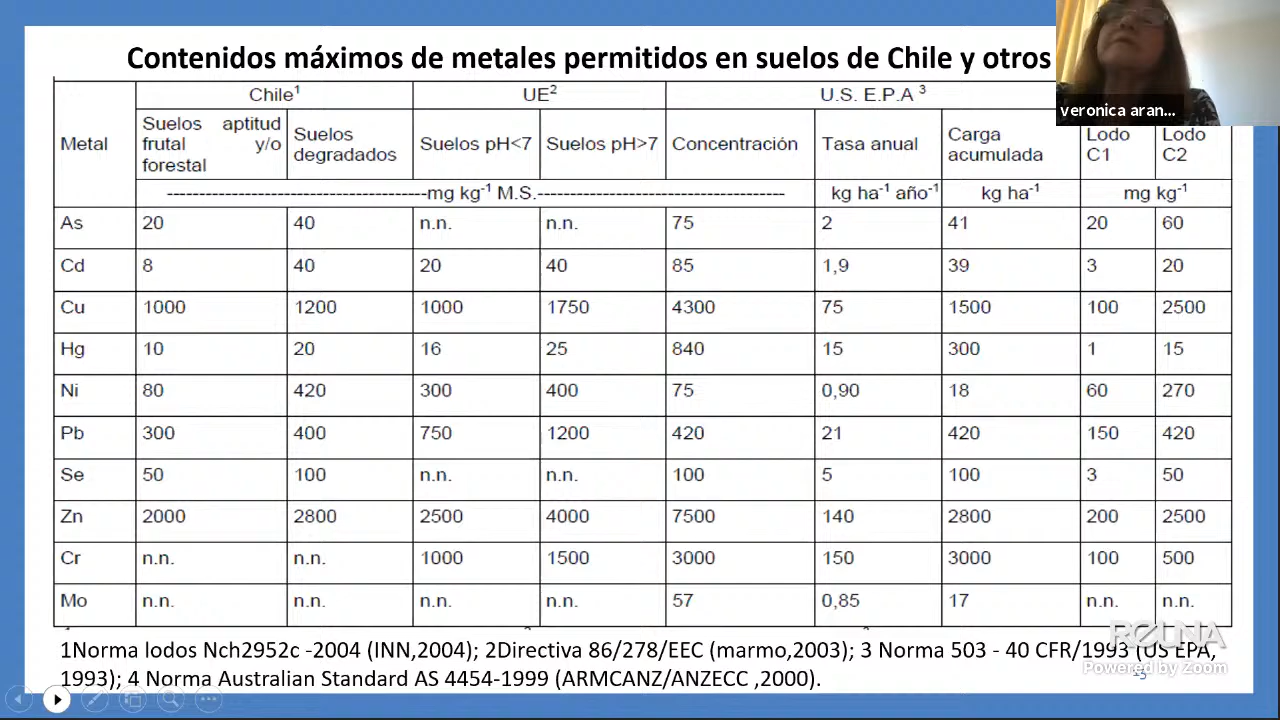 Contenidos máximos de metales permitidos en suelos de Chile y otros
veronica aran...
Chile¹ UE² U.S. E.P.A ³
Metal Suelos aptitud frutal y/o forestal Suelos degradados Suelos pH<7 Suelos pH>7 Concentración Tasa anual Carga acumulada Lodo C1 Lodo C2
mg kg⁻¹ M.S. kg ha⁻¹ año⁻¹ kg ha⁻¹ mg kg⁻¹
As 20 40 n.n. n.n. 75 2 41 20 60
Cd 8 40 20 40 85 1,9 39 3 20
Cu 1000 1200 1000 1750 4300 75 1500 100 2500
Hg 10 20 16 25 840 15 300 1 15
Ni 80 420 300 400 75 0,90 18 60 270
Pb 300 400 750 1200 420 21 420 150 420
Se 50 100 n.n. n.n. 100 5 100 3 50
Zn 2000 2800 2500 4000 7500 140 2800 200 2500
Cr n.n. n.n. 1000 1500 3000 150 3000 100 500
Mo n.n. n.n. n.n. n.n. 57 0,85 17 n.n. n.n.
1Norma lodos Nch2952c -2004 (INN,2004); 2Directiva 86/278/EEC (marmo,2003); 3 Norma 503 - 40 CFR/1993 (US EPA,
1993); 4 Norma Australian Standard AS 4454-1999 (ARMCANZ/ANZECC ,2000).
REUNA
Powered by Zoom